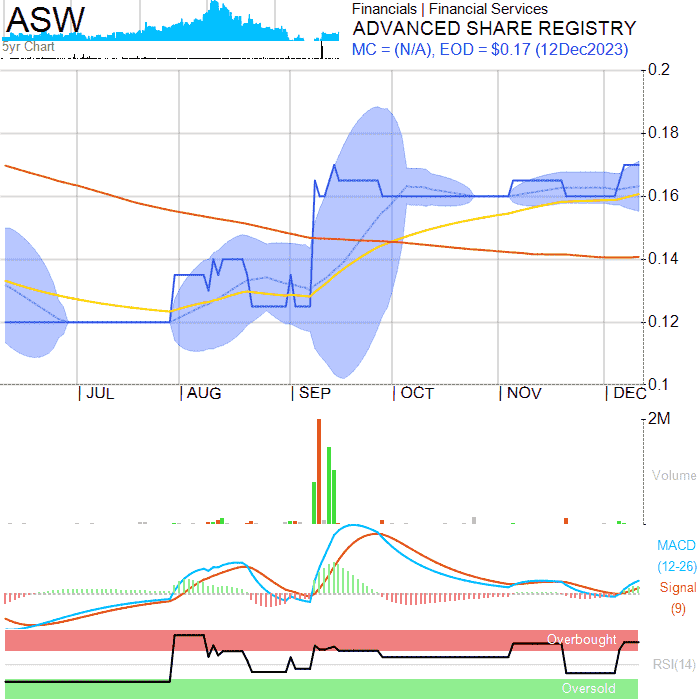 ASW
5yr Chart
Financials | Financial Services
ADVANCED SHARE REGISTRY
MC = (N/A), EOD = $0.17 (12Dec2023)
0.2
0.18
0.16
0.14
0.12
0.1
| JUL | AUG | SEP | OCT | NOV | DEC
2M
Volume
MACD
(12-26)
Signal
(9)
Overbought
RSI(14)
Oversold